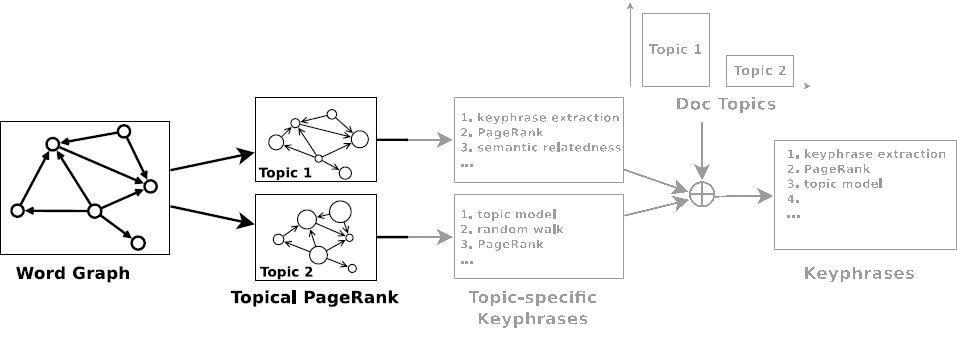 Topic 1
Topic 2
Doc Topics
Word Graph
Topic 1
Topic 2
Topical PageRank
1. keyphrase extraction
2. PageRank
3. semantic relatedness
...
1. topic model
2. random walk
3. PageRank
...
Topic-specific
Keyphrases
1. keyphrase extraction
2. PageRank
3. topic model
4.
...
Keyphrases